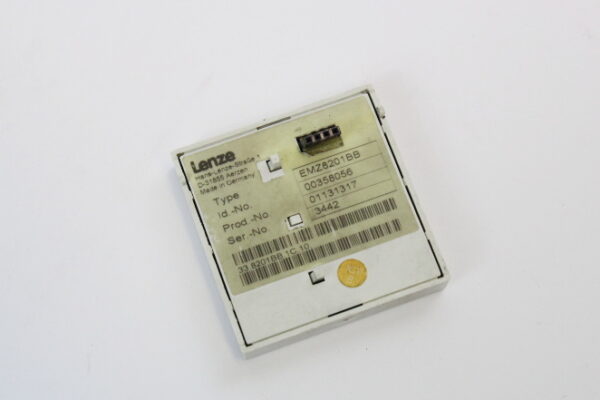 Lenze
Hans-Lenze-Straße 1
D-31855 Aerzen
Made in Germany
Type EMZ8201BB
Id.-No. 00358056
Prod.-No 01131317
Ser.-No. 3442
33.8201BB 1C 10